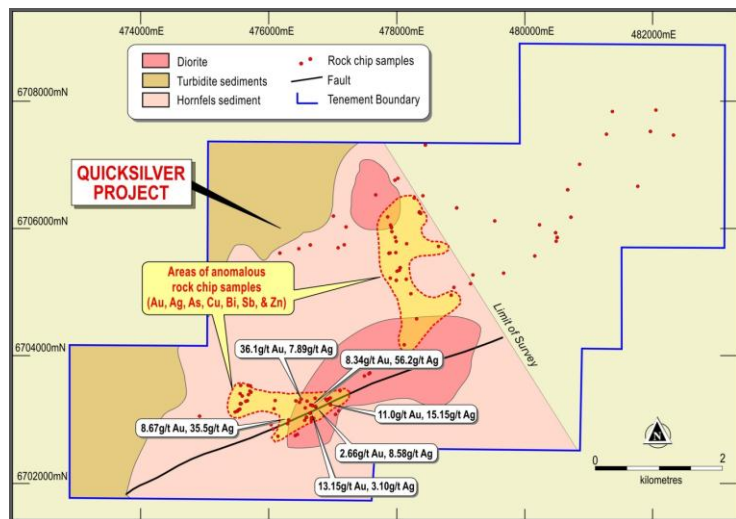 474000mE
476000mE
478000mE
480000mE
482000mE
Diorite
Turbidite sediments
Hornfels sediment
Rock chip samples
Fault
Tenement Boundary
6708000mN
QUICKSILVER
PROJECT
6706000mN
Areas of anomalous
rock chip samples
(Au, Ag, As, Cu, Bi, Sb, & Zn)
Limit of Survey
6704000mN
36.1g/t Au, 7.89g/t Ag
8.34g/t Au, 56.2g/t Ag
8.67g/t Au, 35.5g/t Ag
11.0g/t Au, 15.15g/t Ag
2.66g/t Au, 8.58g/t Ag
13.15g/t Au, 3.10g/t Ag
N
0
2
kilometres
6702000mN